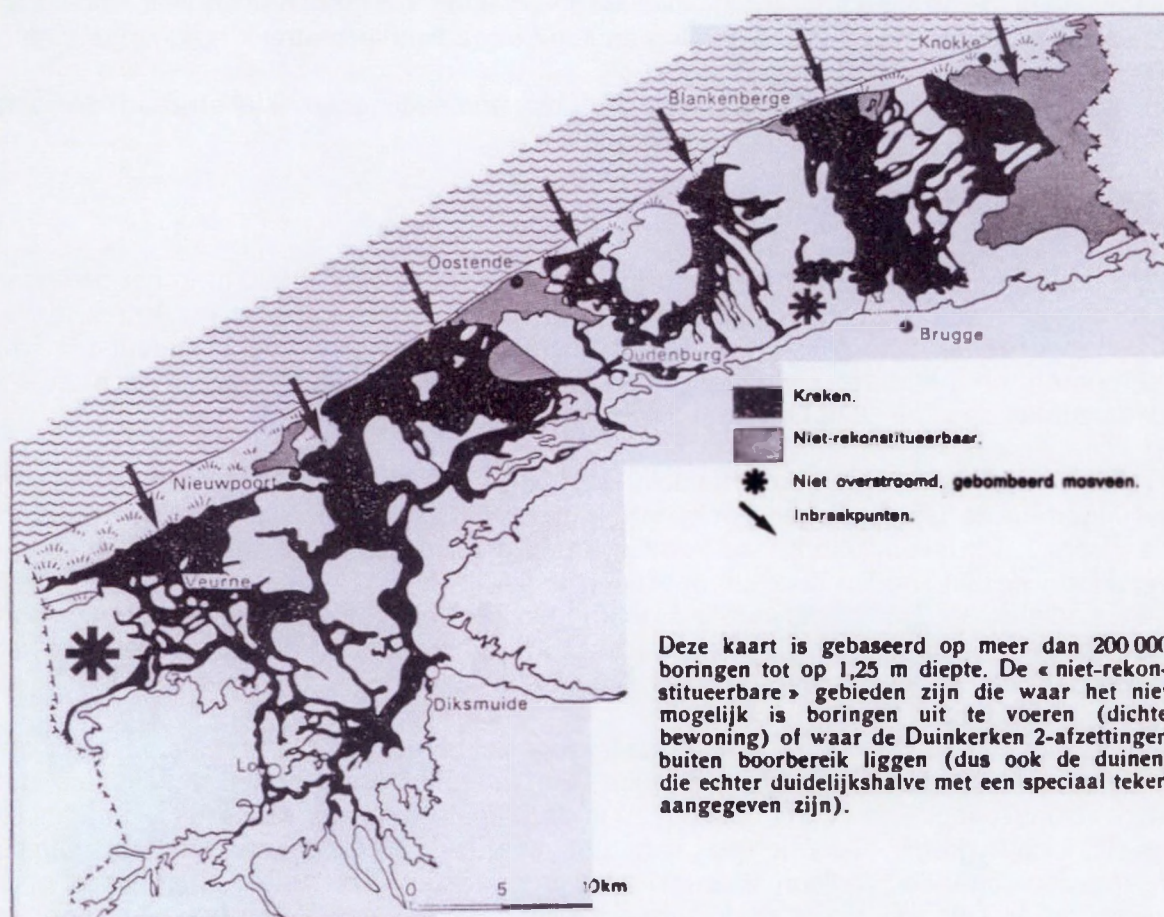 Knokke
Blankenberge
Oostende
Brugge
Oudenburg
Kreken.
Niet-rekonstitueerbaar.
Niet overstroomd, gebombeerd mosveen.
Inbraakpunten.
Nieuwpoort
Veurne
Deze kaart is gebaseerd op meer dan 200 000
boringen tot op 1,25 m diepte. De « niet-rekon-
stitueerbare » gebieden zijn die waar het nie
mogelijk is boringen uit te voeren (dichte
bewoning) of waar de Duinkerken 2-afzettingen
buiten boorbereik liggen (dus ook de duinen
die echter duidelijkshalve met een speciaal teken
aangegeven zijn).
Diksmuide
Lo
0 5 10km